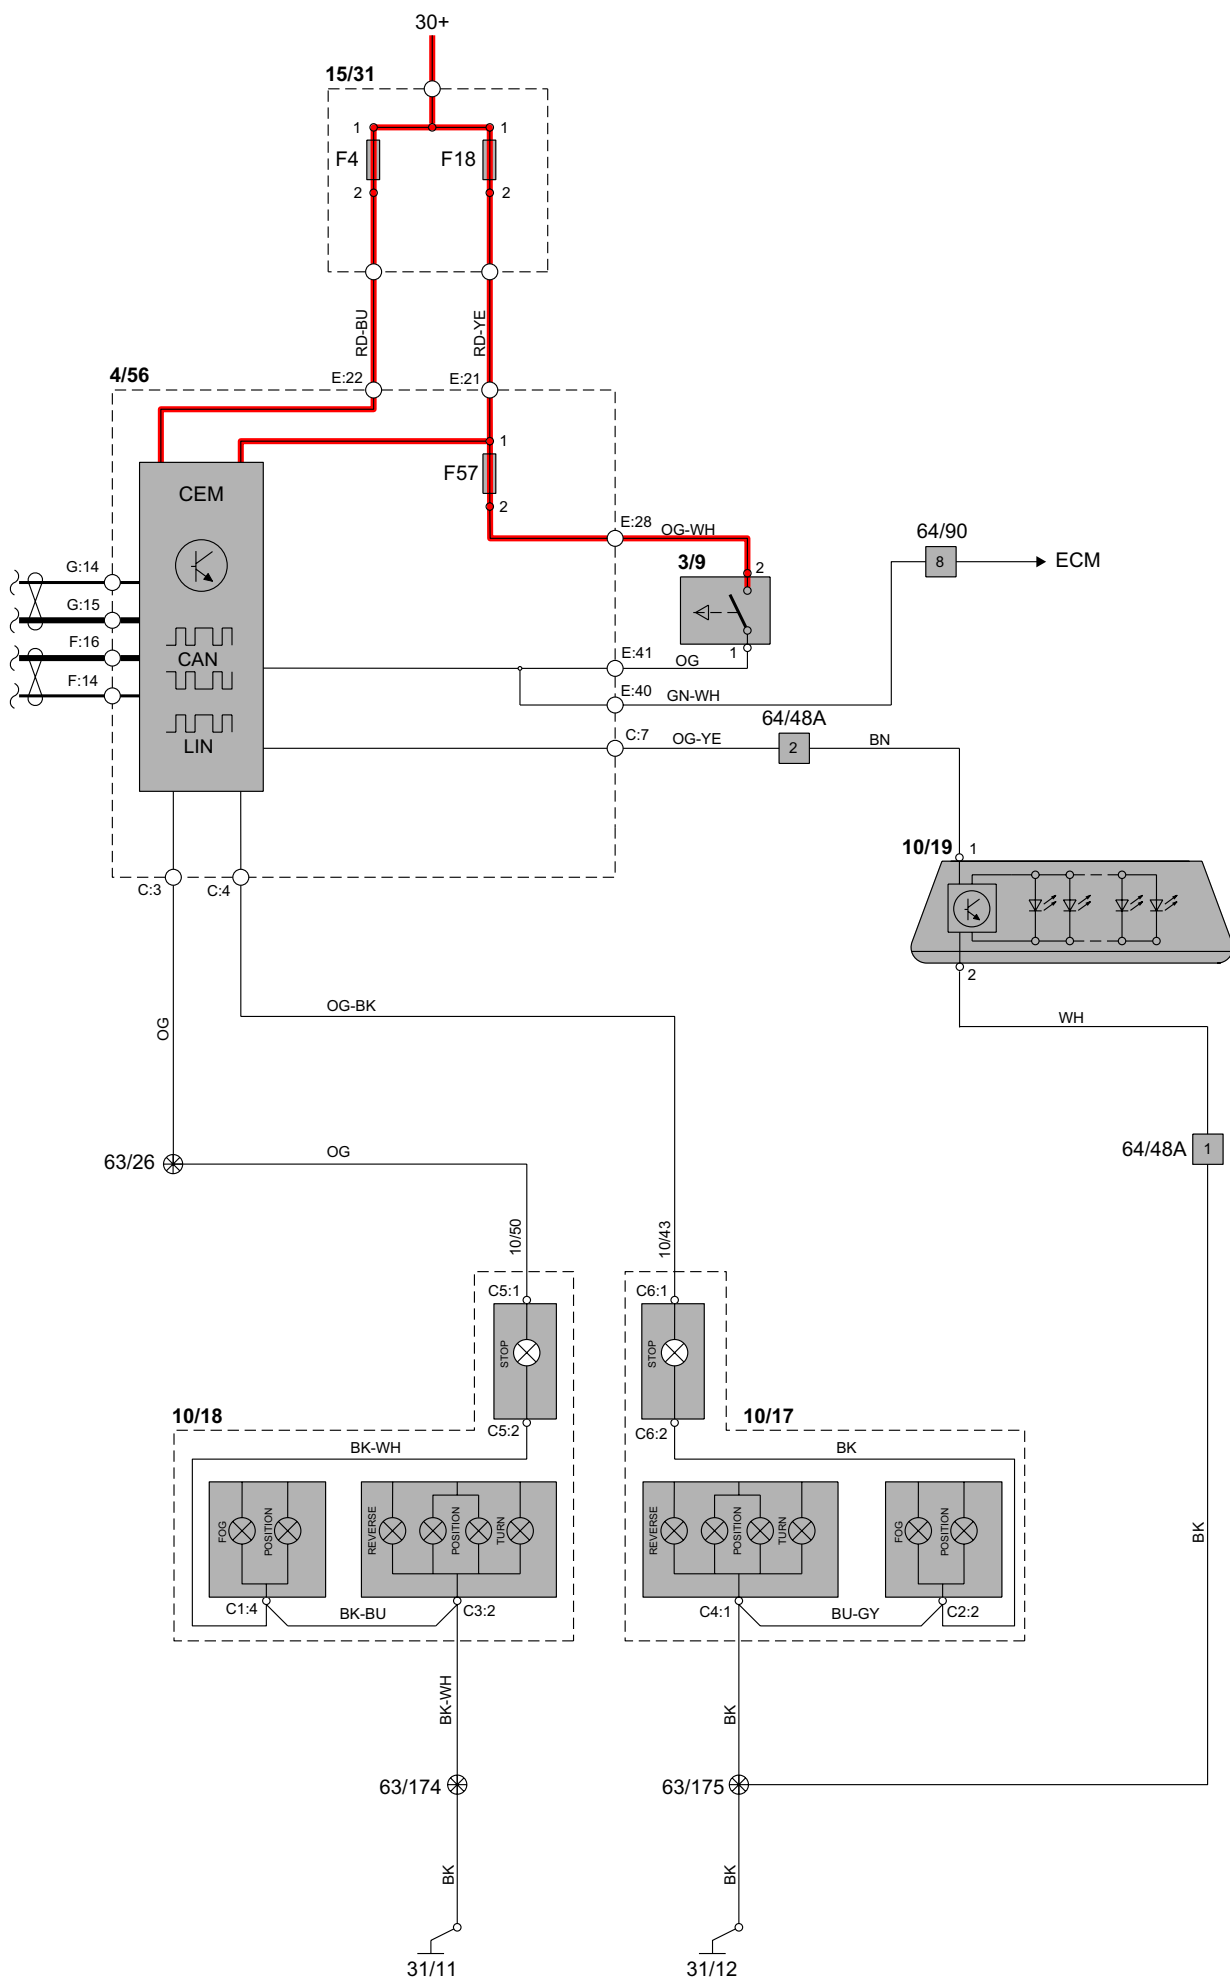 30+
15/31
1
1
F4
F18
2
2
RD-BU
RD-YE
4/56
E:22
E:21
1
F57
2
CEM
E:28
OG-WH
64/90
8
ECM
3/9
2
1
G:14
G:15
F:16
F:14
CAN
LIN
E:41
OG
E:40
GN-WH
64/48A
C:7
OG-YE
2
BN
10/19
1
2
C:3
C:4
OG
OG-BK
WH
63/26
OG
64/48A
1
10/50
10/43
C5:1
C6:1
STOP
STOP
C5:2
C6:2
10/18
10/17
BK-WH
BK
FOG
POSITION
REVERSE
POSITION
TURN
REVERSE
POSITION
TURN
FOG
POSITION
BK
C1:4
BK-BU
C3:2
C4:1
BU-GY
C2:2
BK-WH
BK
63/174
63/175
BK
BK
31/11
31/12